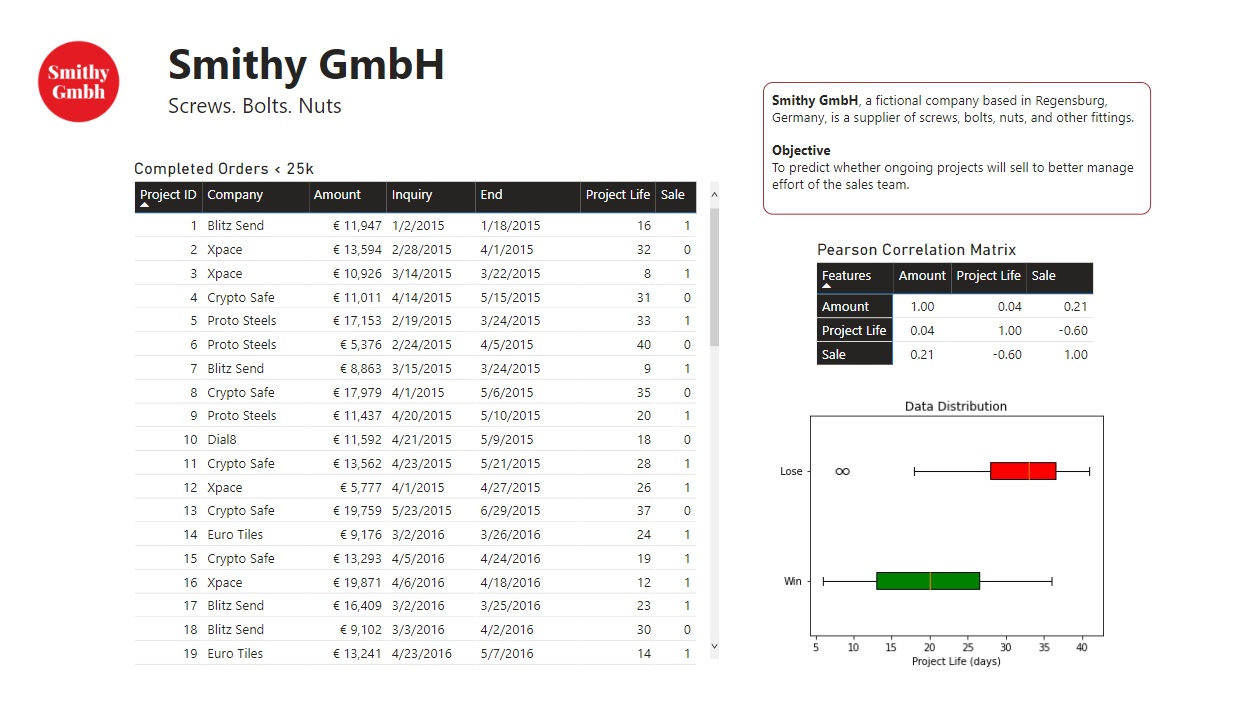 Smithy
Gmbh
Smithy GmbH
Screws. Bolts. Nuts
Smithy GmbH, a fictional company based in Regensburg,
Germany, is a supplier of screws, bolts, nuts, and other fittings.
Objective
To predict whether ongoing projects will sell to better manage
effort of the sales team.
Completed Orders < 25k
Project ID Company Amount Inquiry End Project Life Sale
1 Blitz Send € 11,947 1/2/2015 1/18/2015 16 1
2 Xpace € 13,594 2/28/2015 4/1/2015 32 0
3 Xpace € 10,926 3/14/2015 3/22/2015 8 1
4 Crypto Safe € 11,011 4/14/2015 5/15/2015 31 0
5 Proto Steels € 17,153 2/19/2015 3/24/2015 33 1
6 Proto Steels € 5,376 2/24/2015 4/5/2015 40 0
7 Blitz Send € 8,863 3/15/2015 3/24/2015 9 1
8 Crypto Safe € 17,979 4/1/2015 5/6/2015 35 0
9 Proto Steels € 11,437 4/20/2015 5/10/2015 20 1
10 Dial8 € 11,592 4/21/2015 5/9/2015 18 0
11 Crypto Safe € 13,562 4/23/2015 5/21/2015 28 1
12 Xpace € 5,777 4/1/2015 4/27/2015 26 1
13 Crypto Safe € 19,759 5/23/2015 6/29/2015 37 0
14 Euro Tiles € 9,176 3/2/2016 3/26/2016 24 1
15 Crypto Safe € 13,293 4/5/2016 4/24/2016 19 1
16 Xpace € 19,871 4/6/2016 4/18/2016 12 1
17 Blitz Send € 16,409 3/2/2016 3/25/2016 23 1
18 Blitz Send € 9,102 3/3/2016 4/2/2016 30 0
19 Euro Tiles € 13,241 4/23/2016 5/7/2016 14 1
Pearson Correlation Matrix
Features Amount Project Life Sale
Amount 1.00 0.04 0.21
Project Life 0.04 1.00 -0.60
Sale 0.21 -0.60 1.00
Data Distribution
Lose
Win
5 10 15 20 25 30 35 40
Project Life (days)